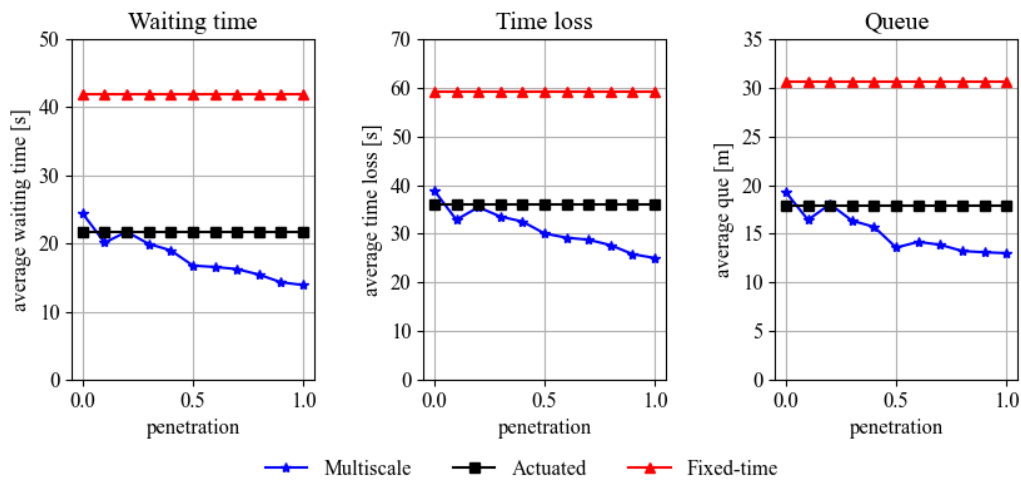 Waiting time
50
40
30
20
10
0
average waiting time [s]
0.0 0.5 1.0
penetration
Time loss
70
60
50
40
30
20
10
0
average time loss [s]
0.0 0.5 1.0
penetration
Queue
35
30
25
20
15
10
5
0
average que [m]
0.0 0.5 1.0
penetration
Multiscale Actuated Fixed-time